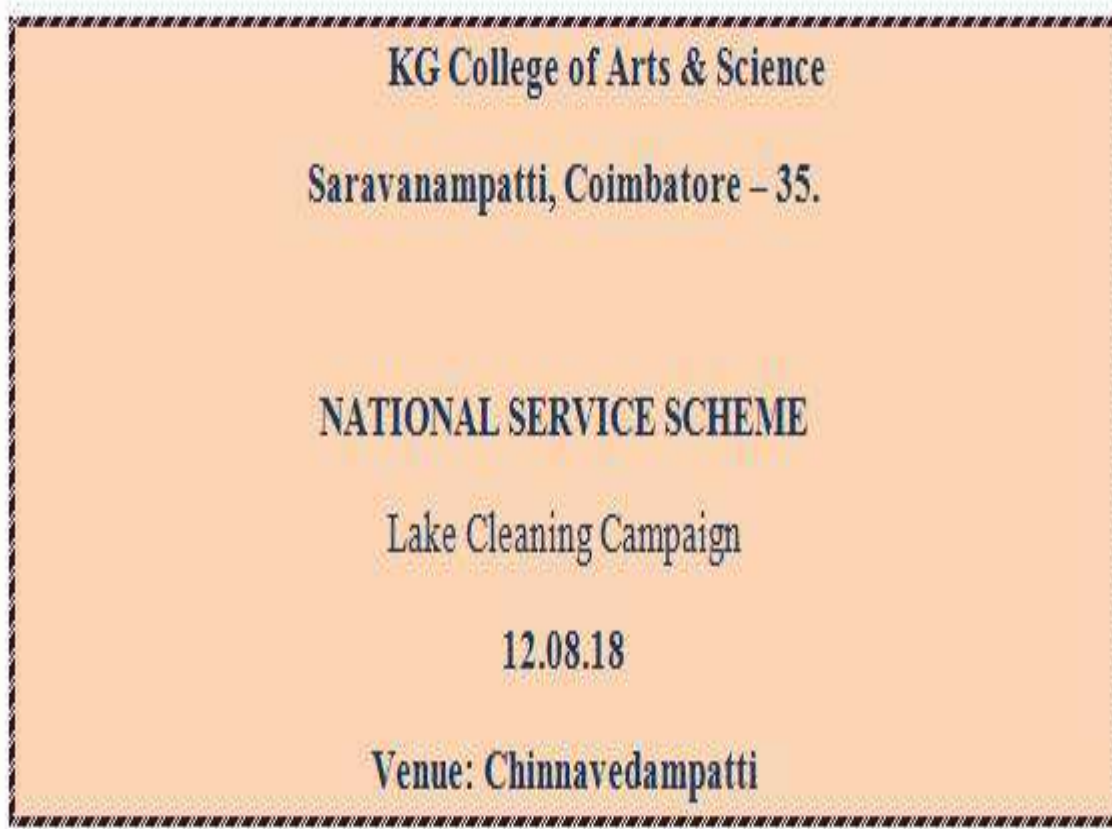 KG College of Arts & Science
Saravanampatti, Coimbatore – 35.
NATIONAL SERVICE SCHEME
Lake Cleaning Campaign
12.08.18
Venue: Chinnavedampatti